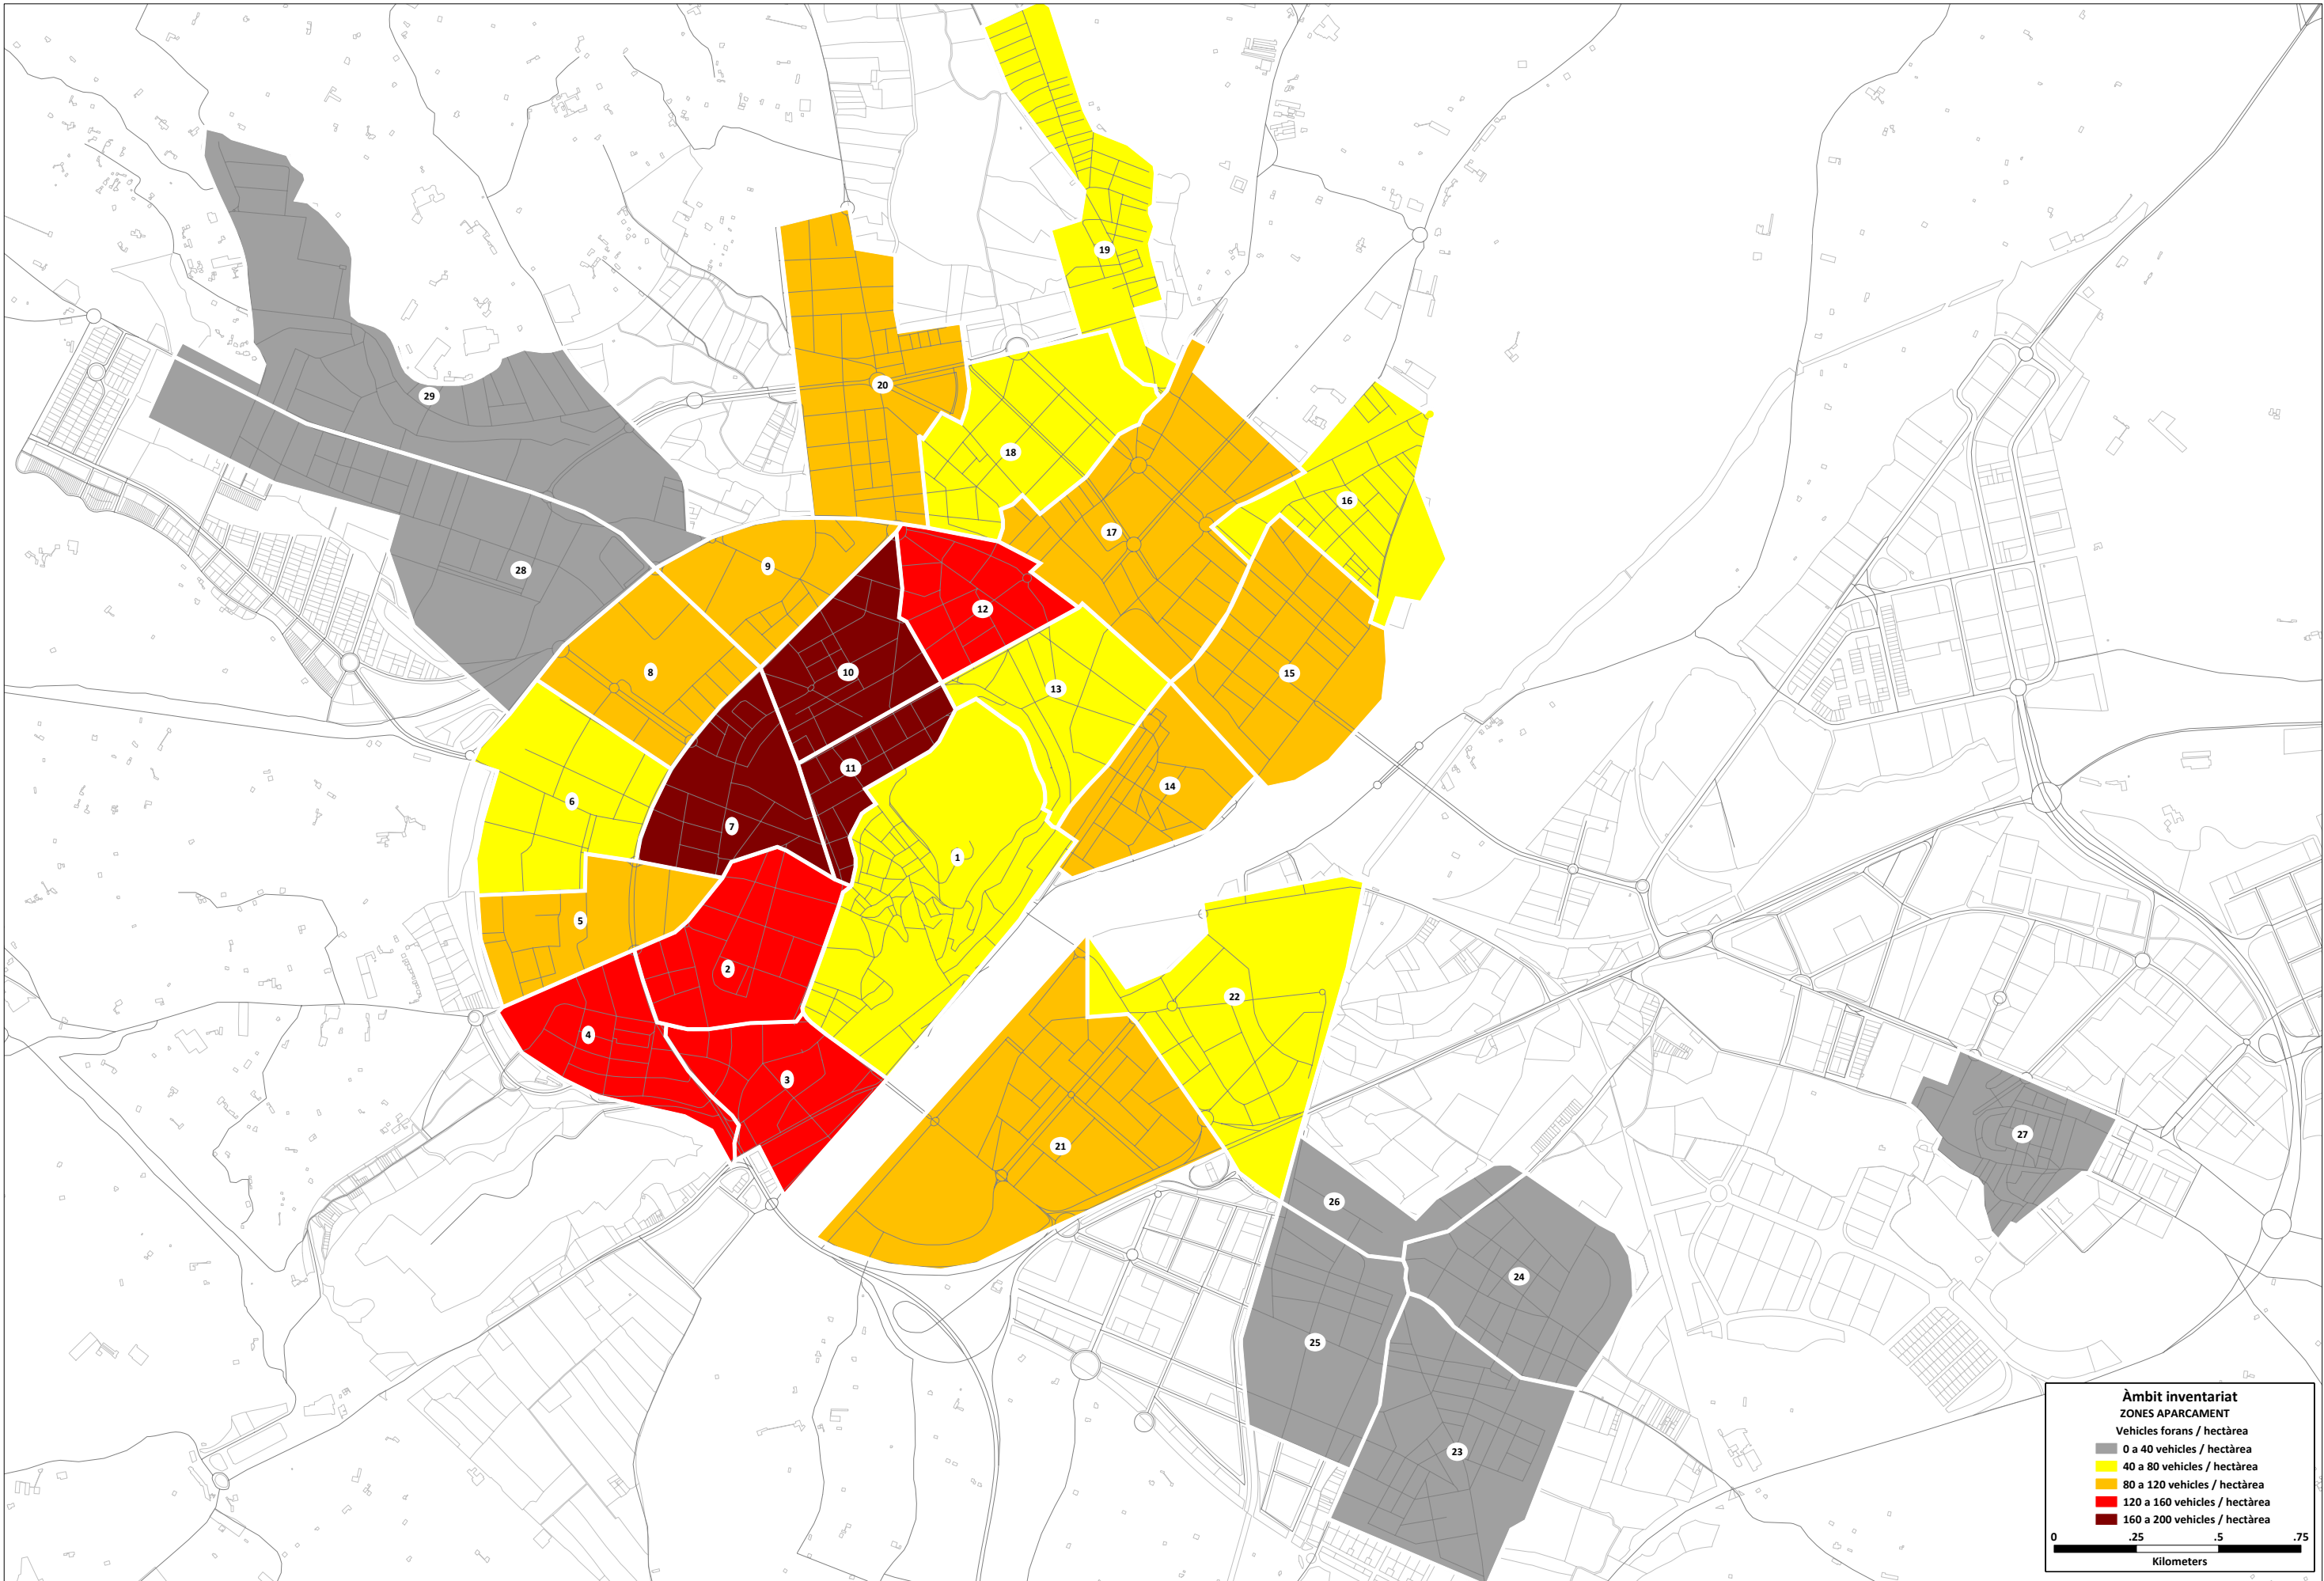 19
20
29
18
16
17
9
28
12
10
8
15
13
11
14
6
7
1
5
2
22
4
3
27
21
26
24
25
23
Àmbit inventariat
ZONES APARCAMENT
Vehicles forans / hectàrea
0 a 40 vehicles / hectàrea
40 a 80 vehicles / hectàrea
80 a 120 vehicles / hectàrea
120 a 160 vehicles / hectàrea
160 a 200 vehicles / hectàrea
0 .25 .5 .75
Kilometers